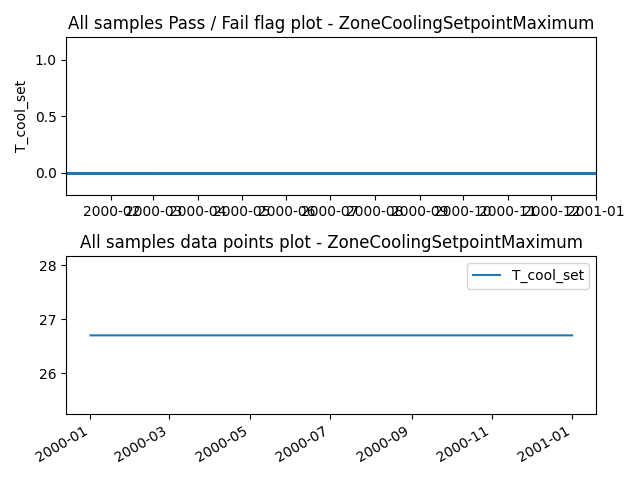 All samples Pass / Fail flag plot - ZoneCoolingSetpointMaximum
1.0
0.5
0.0
T_cool_set
2000-02 2000-03 2000-04 2000-05 2000-06 2000-07 2000-08 2000-09 2000-10 2000-11 2000-12 2001-01
All samples data points plot - ZoneCoolingSetpointMaximum
T_cool_set
28
27
26
2000-01 2000-03 2000-05 2000-07 2000-09 2000-11 2001-01